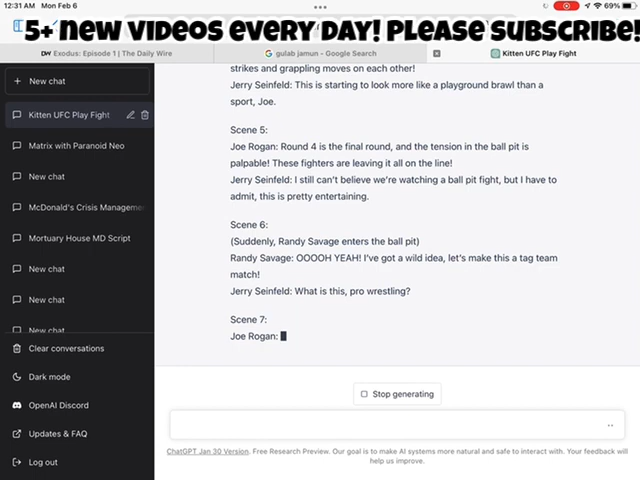 12:31 AM Mon Feb 6
69%
5+ new videos every day! Please subscribe!
DW Exodus: Episode 1 | The Daily Wire
G gulab jamun - Google Search
Kitten UFC Play Fight
+ New chat
Kitten UFC Play Fight
Matrix with Paranoid Neo
New chat
McDonald's Crisis Manageme
Mortuary House MD Script
New chat
New chat
New chat
Clear conversations
Dark mode
OpenAI Discord
Updates & FAQ
Log out
strikes and grappling moves on each other!
Jerry Seinfeld: This is starting to look more like a playground brawl than a
sport, Joe.
Scene 5:
Joe Rogan: Round 4 is the final round, and the tension in the ball pit is
palpable! These fighters are leaving it all on the line!
Jerry Seinfeld: I still can't believe we're watching a ball pit fight, but I have to
admit, this is pretty entertaining.
Scene 6:
(Suddenly, Randy Savage enters the ball pit)
Randy Savage: OOOOH YEAH! I've got a wild idea, let's make this a tag team
match!
Jerry Seinfeld: What is this, pro wrestling?
Scene 7:
Joe Rogan:
Stop generating
ChatGPT Jan 30 Version. Free Research Preview. Our goal is to make AI systems more natural and safe to interact with. Your feedback will
help us improve.